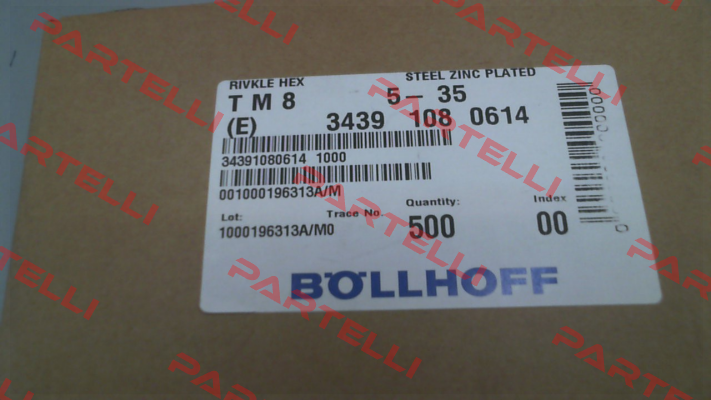 RIVKLE HEX STEEL ZINC PLATED
T M 8 5 - 35
(E) 3439 108 0614
34391080614 1000
001000196313A/M
Lot: Trace No. Quantity: Index
1000196313A/M0 500 00
BÖLLHOFF
PARTELLI
PARTELLI
PARTELLI
PARTELLI
PARTELLI
PARTELLI
PARTELLI
PARTELLI